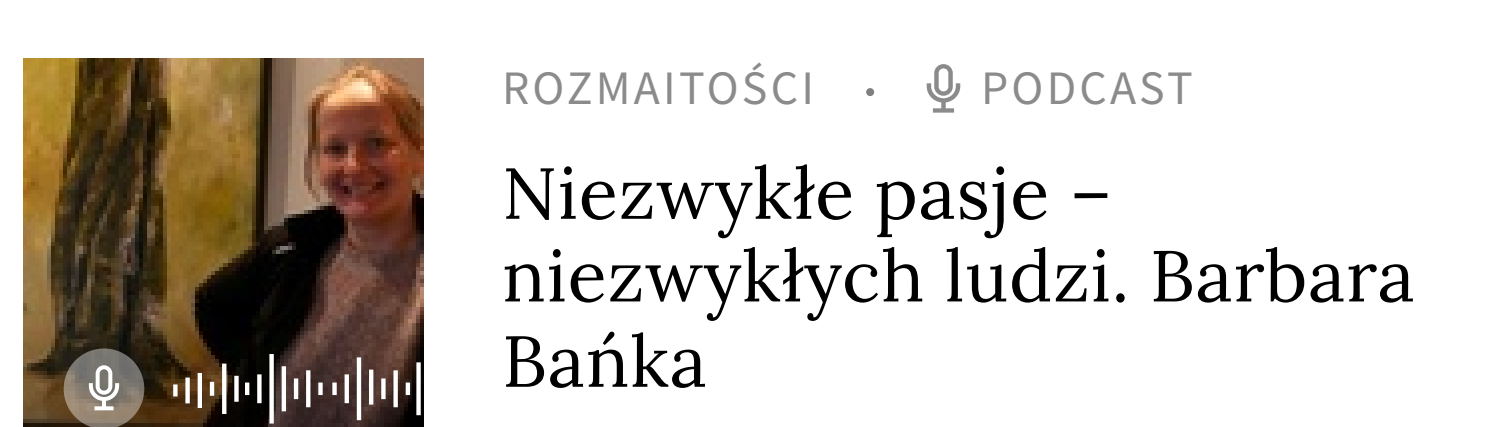 ROZMAITOŚCI • PODCAST
Niezwykłe pasje –
niezwykłych ludzi. Barbara
Bańka